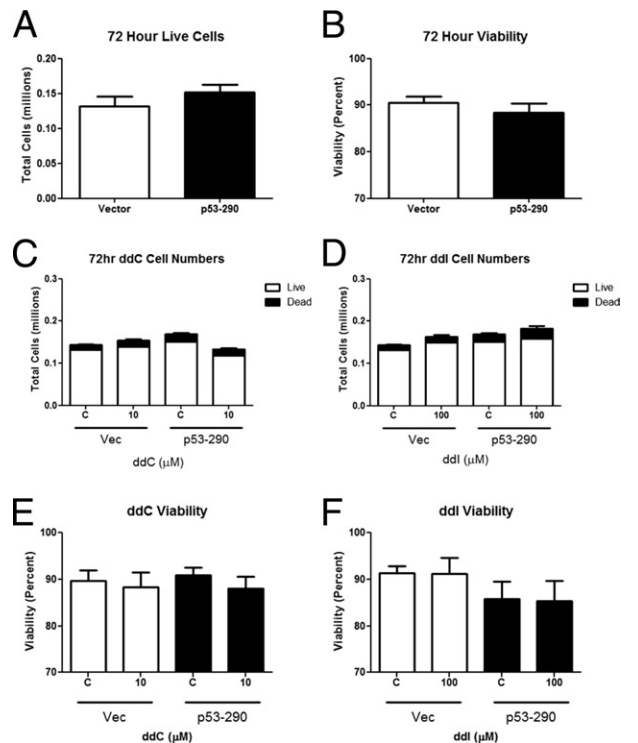 A
72 Hour Live Cells
Total Cells (millions)
0.20
0.15
0.10
0.05
0.00
Vector
p53-290
B
72 Hour Viability
Viability (Percent)
100
90
80
70
Vector
p53-290
C
72hr ddC Cell Numbers
Total Cells (millions)
0.3
0.2
0.1
0.0
Live
Dead
C
10
C
10
Vec
p53-290
ddC (μM)
D
72hr ddI Cell Numbers
Total Cells (millions)
0.3
0.2
0.1
0.0
Live
Dead
C
100
C
100
Vec
p53-290
ddI (μM)
E
ddC Viability
Viability (Percent)
100
90
80
70
C
10
C
10
Vec
p53-290
ddC (μM)
F
ddI Viability
Viability (Percent)
100
90
80
70
C
100
C
100
Vec
p53-290
ddI (μM)